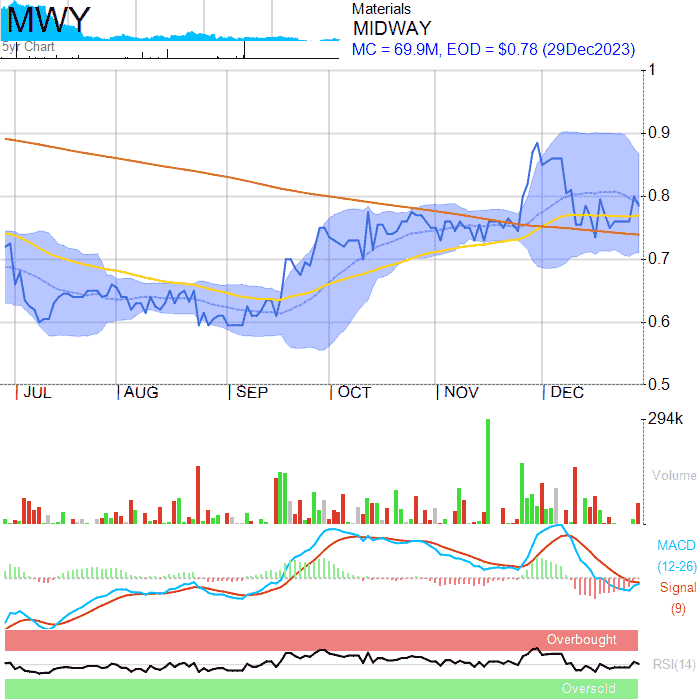 MWY
5yr Chart
Materials
MIDWAY
MC = 69.9M, EOD = $0.78 (29Dec2023)
1
0.9
0.8
0.7
0.6
0.5
JUL AUG SEP OCT NOV DEC
294k
Volume
MACD
(12-26)
Signal
(9)
Overbought
RSI(14)
Oversold